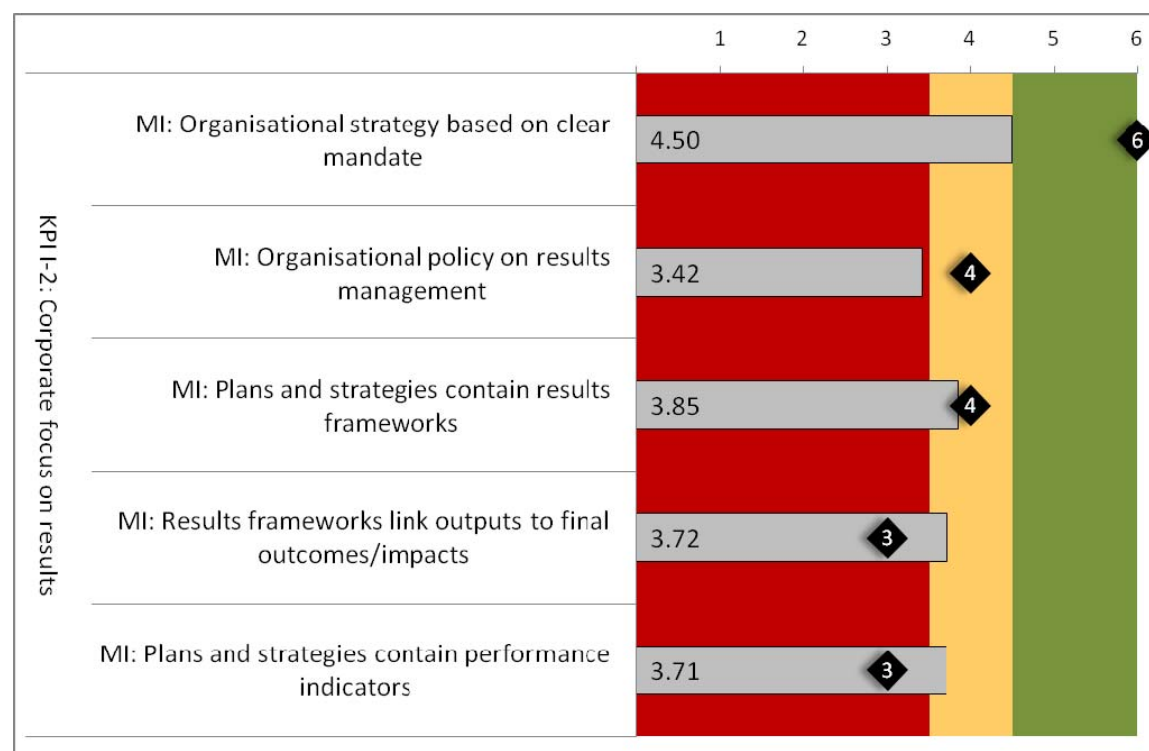 1 2 3 4 5 6
KPI I-2: Corporate focus on results
MI: Organisational strategy based on clear
mandate
4.50
6
MI: Organisational policy on results
management
3.42
4
MI: Plans and strategies contain results
frameworks
3.85
4
MI: Results frameworks link outputs to final
outcomes/impacts
3.72
3
MI: Plans and strategies contain performance
indicators
3.71
3